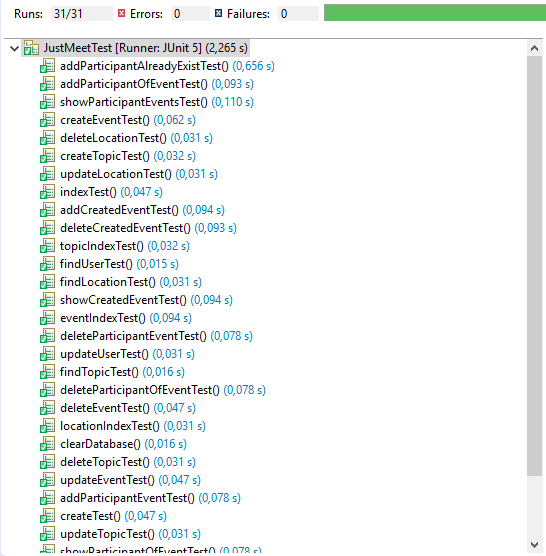 Runs: 31/31 Errors: 0 Failures: 0
JustMeetTest [Runner: JUnit 5] (2,265 s)
addParticipantAlreadyExistTest() (0,656 s)
addParticipantOfEventTest() (0,093 s)
showParticipantEventsTest() (0,110 s)
createEventTest() (0,062 s)
deleteLocationTest() (0,031 s)
createTopicTest() (0,032 s)
updateLocationTest() (0,031 s)
indexTest() (0,047 s)
addCreatedEventTest() (0,094 s)
deleteCreatedEventTest() (0,093 s)
topicIndexTest() (0,032 s)
findUserTest() (0,015 s)
findLocationTest() (0,031 s)
showCreatedEventTest() (0,094 s)
eventIndexTest() (0,094 s)
deleteParticipantEventTest() (0,078 s)
updateUserTest() (0,031 s)
findTopicTest() (0,016 s)
deleteParticipantOfEventTest() (0,078 s)
deleteEventTest() (0,047 s)
locationIndexTest() (0,031 s)
clearDatabase() (0,016 s)
deleteTopicTest() (0,031 s)
updateEventTest() (0,047 s)
addParticipantEventTest() (0,078 s)
createTest() (0,047 s)
updateTopicTest() (0,031 s)
showParticipantOfEventTest() (0,078 s)